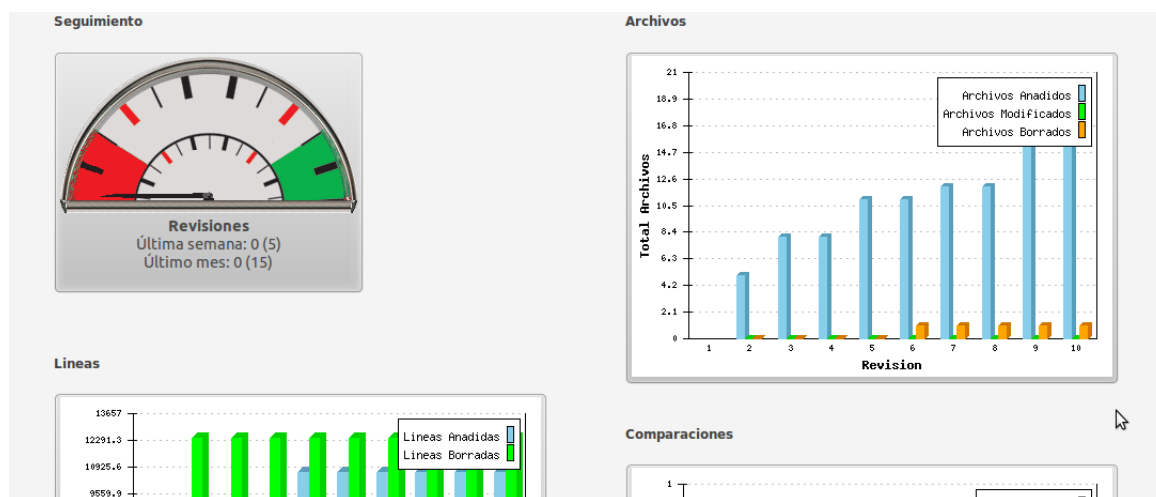 Seguimiento
Revisiones
Última semana: 0 (5)
Último mes: 0 (15)
Archivos
21
18.9
16.8
14.7
12.6
10.5
8.4
6.3
4.2
2.1
0
Total Archivos
Archivos Anadidos
Archivos Modificados
Archivos Borrados
1 2 3 4 5 6 7 8 9 10
Revision
Lineas
13657
12291.3
10925.6
9559.9
Lineas Anadidas
Lineas Borradas
Comparaciones
1